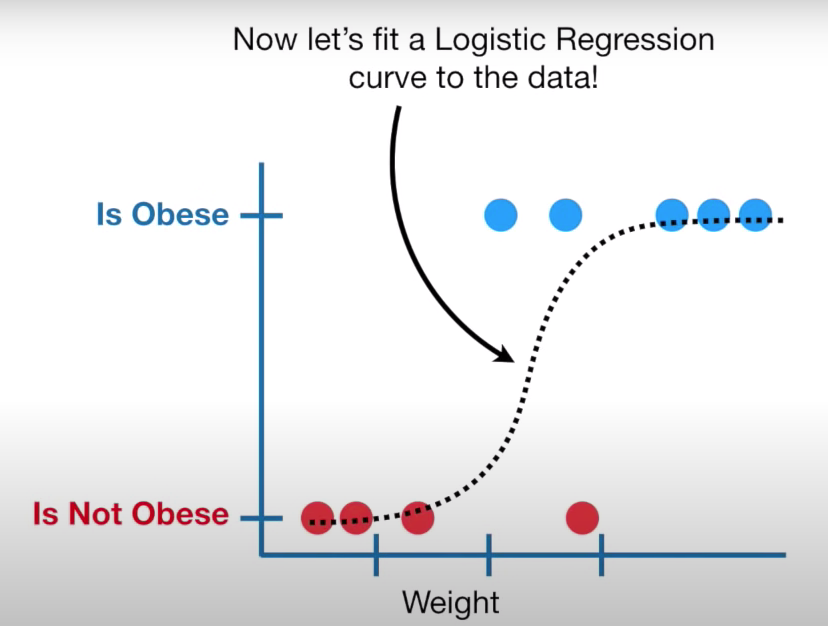 Now let's fit a Logistic Regression
curve to the data!
Is Obese
Is Not Obese
Weight